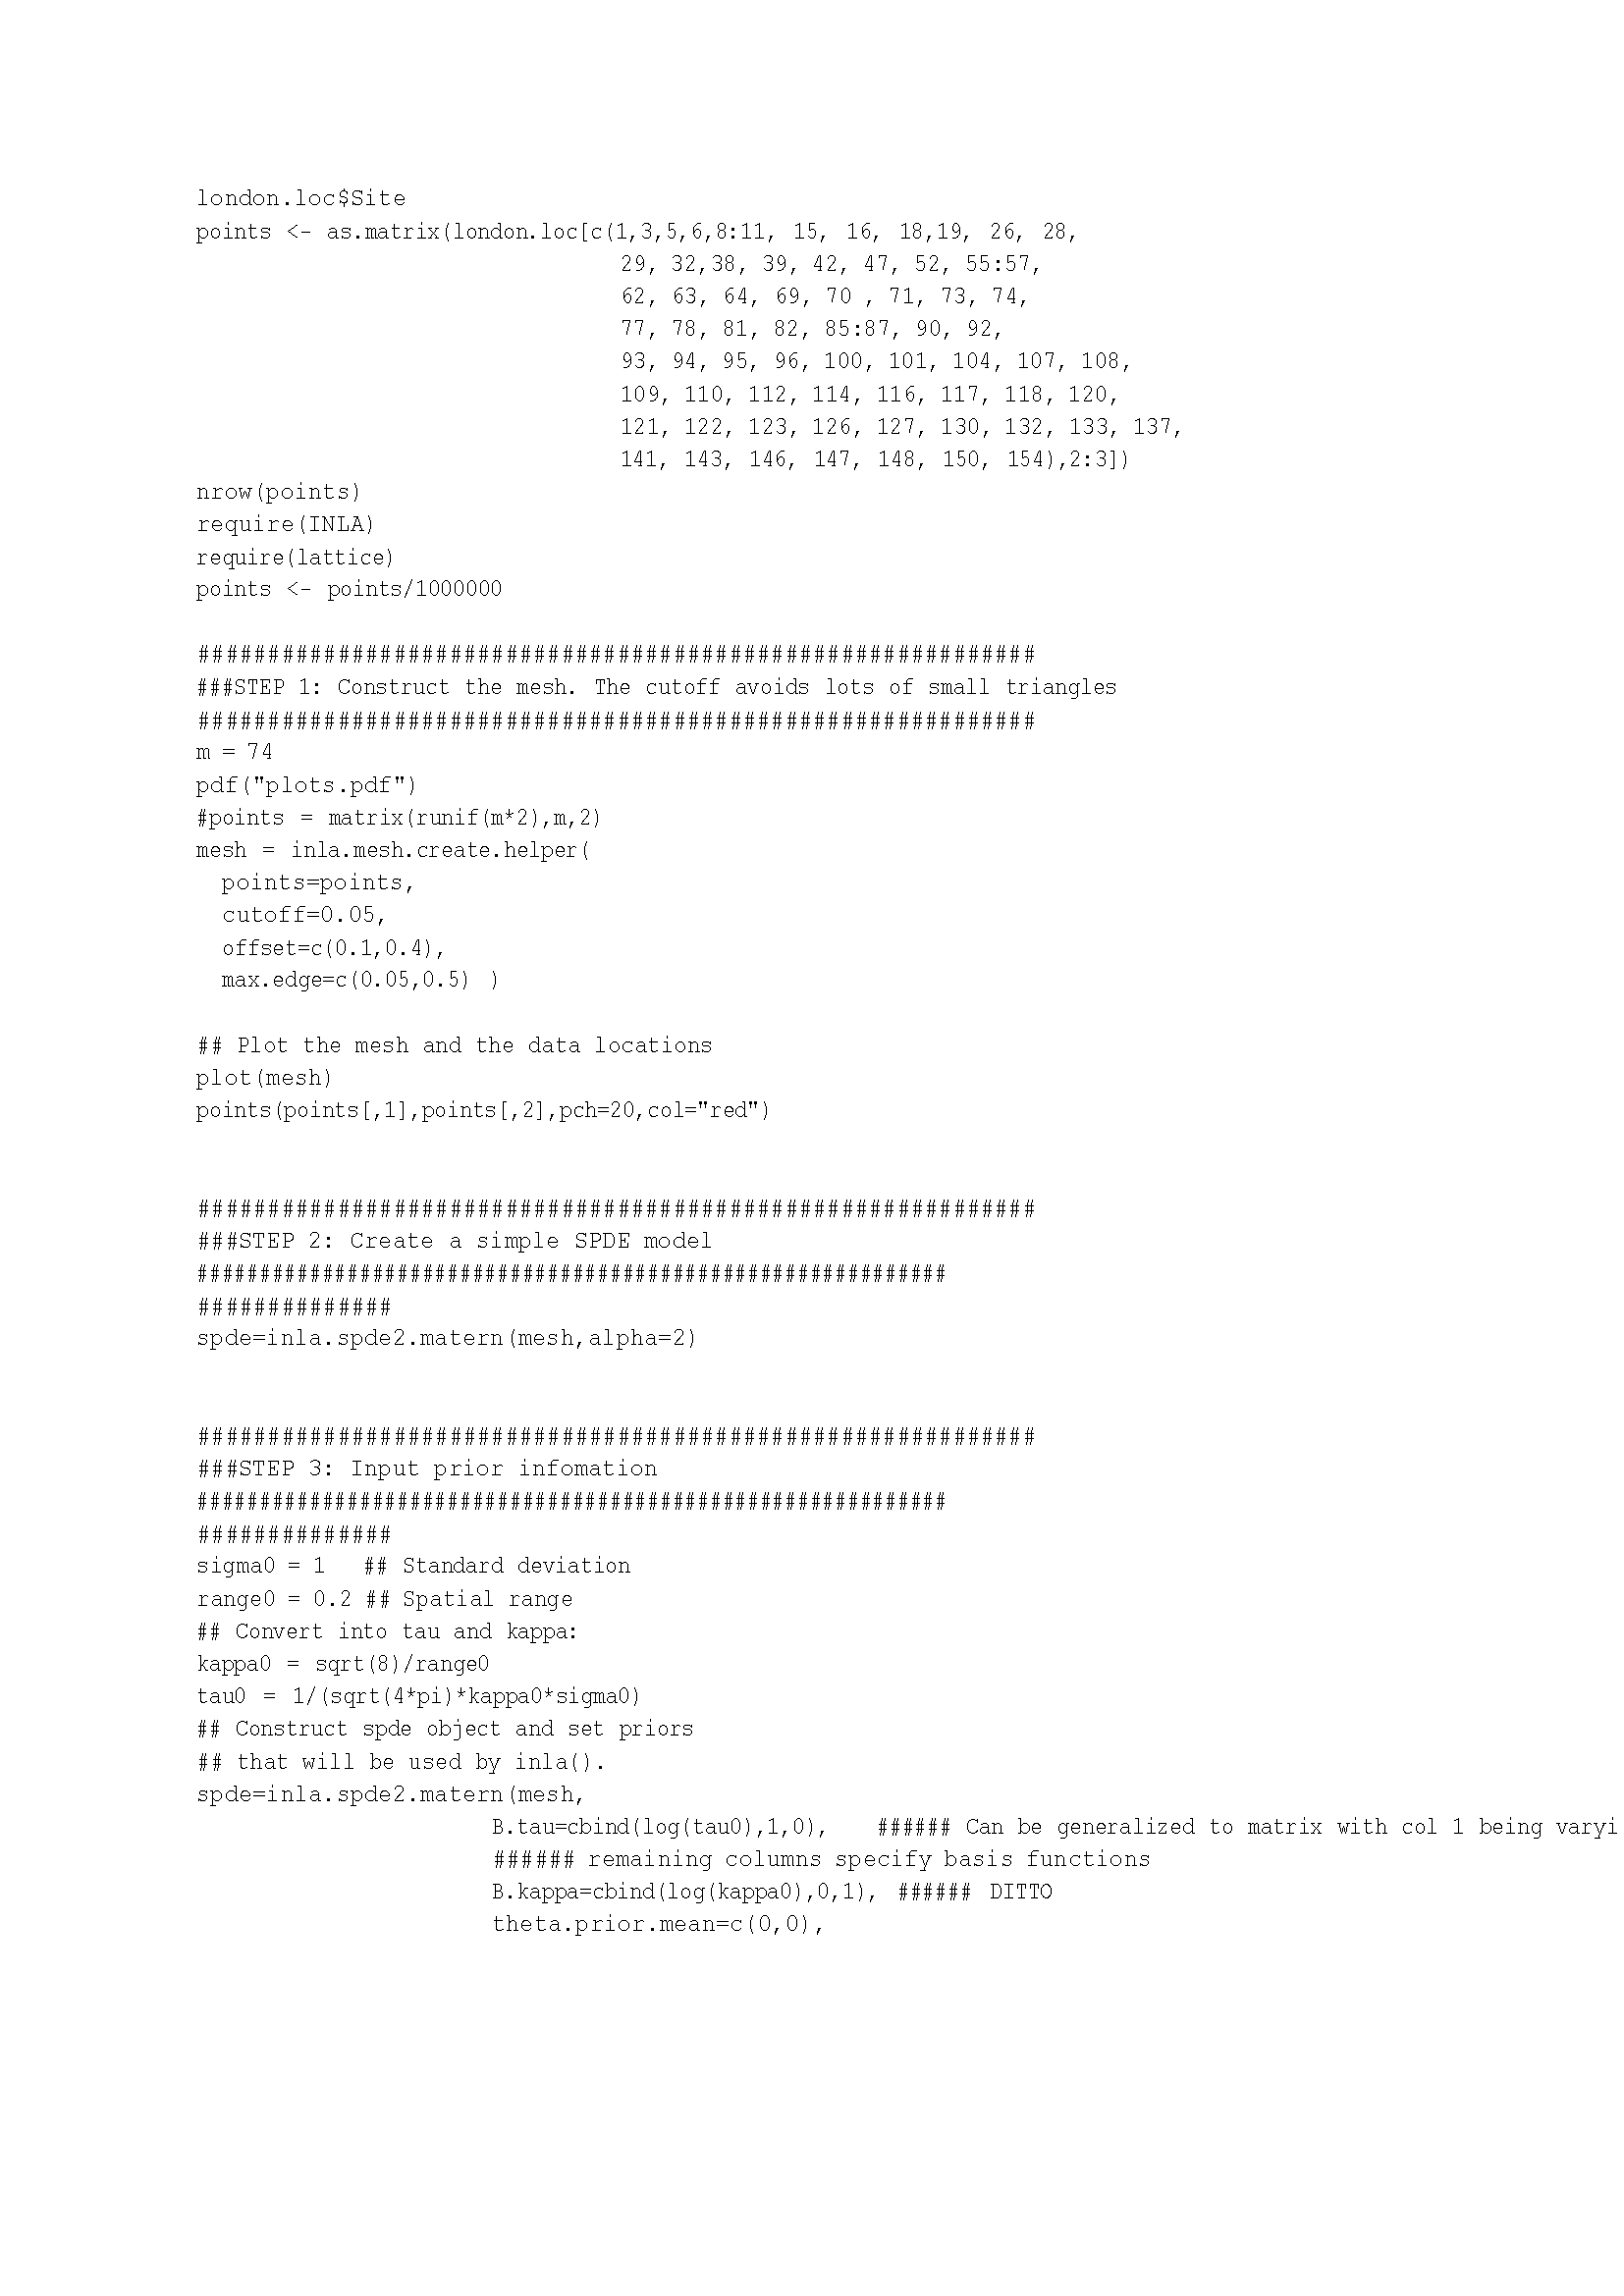 london.loc$Site
points <- as.matrix(london.loc[c(1,3,5,6,8:11, 15, 16, 18,19, 26, 28,
29, 32,38, 39, 42, 47, 52, 55:57,
62, 63, 64, 69, 70 , 71, 73, 74,
77, 78, 81, 82, 85:87, 90, 92,
93, 94, 95, 96, 100, 101, 104, 107, 108,
109, 110, 112, 114, 116, 117, 118, 120,
121, 122, 123, 126, 127, 130, 132, 133, 137,
141, 143, 146, 147, 148, 150, 154),2:3])
nrow(points)
require(INLA)
require(lattice)
points <- points/1000000
############################################################
###STEP 1: Construct the mesh. The cutoff avoids lots of small triangles
############################################################
m = 74
pdf("plots.pdf")
#points = matrix(runif(m*2),m,2)
mesh = inla.mesh.create.helper(
points=points,
cutoff=0.05,
offset=c(0.1,0.4),
max.edge=c(0.05,0.5) )
## Plot the mesh and the data locations
plot(mesh)
points(points[,1],points[,2],pch=20,col="red")
############################################################
###STEP 2: Create a simple SPDE model
############################################################
##############
spde=inla.spde2.matern(mesh,alpha=2)
############################################################
###STEP 3: Input prior infomation
############################################################
##############
sigma0 = 1 ## Standard deviation
range0 = 0.2 ## Spatial range
## Convert into tau and kappa:
kappa0 = sqrt(8)/range0
tau0 = 1/(sqrt(4*pi)*kappa0*sigma0)
## Construct spde object and set priors
## that will be used by inla().
spde=inla.spde2.matern(mesh,
B.tau=cbind(log(tau0),1,0), ###### Can be generalized to matrix with col 1 being varyi
###### remaining columns specify basis functions
B.kappa=cbind(log(kappa0),0,1), ###### DITTO
theta.prior.mean=c(0,0),